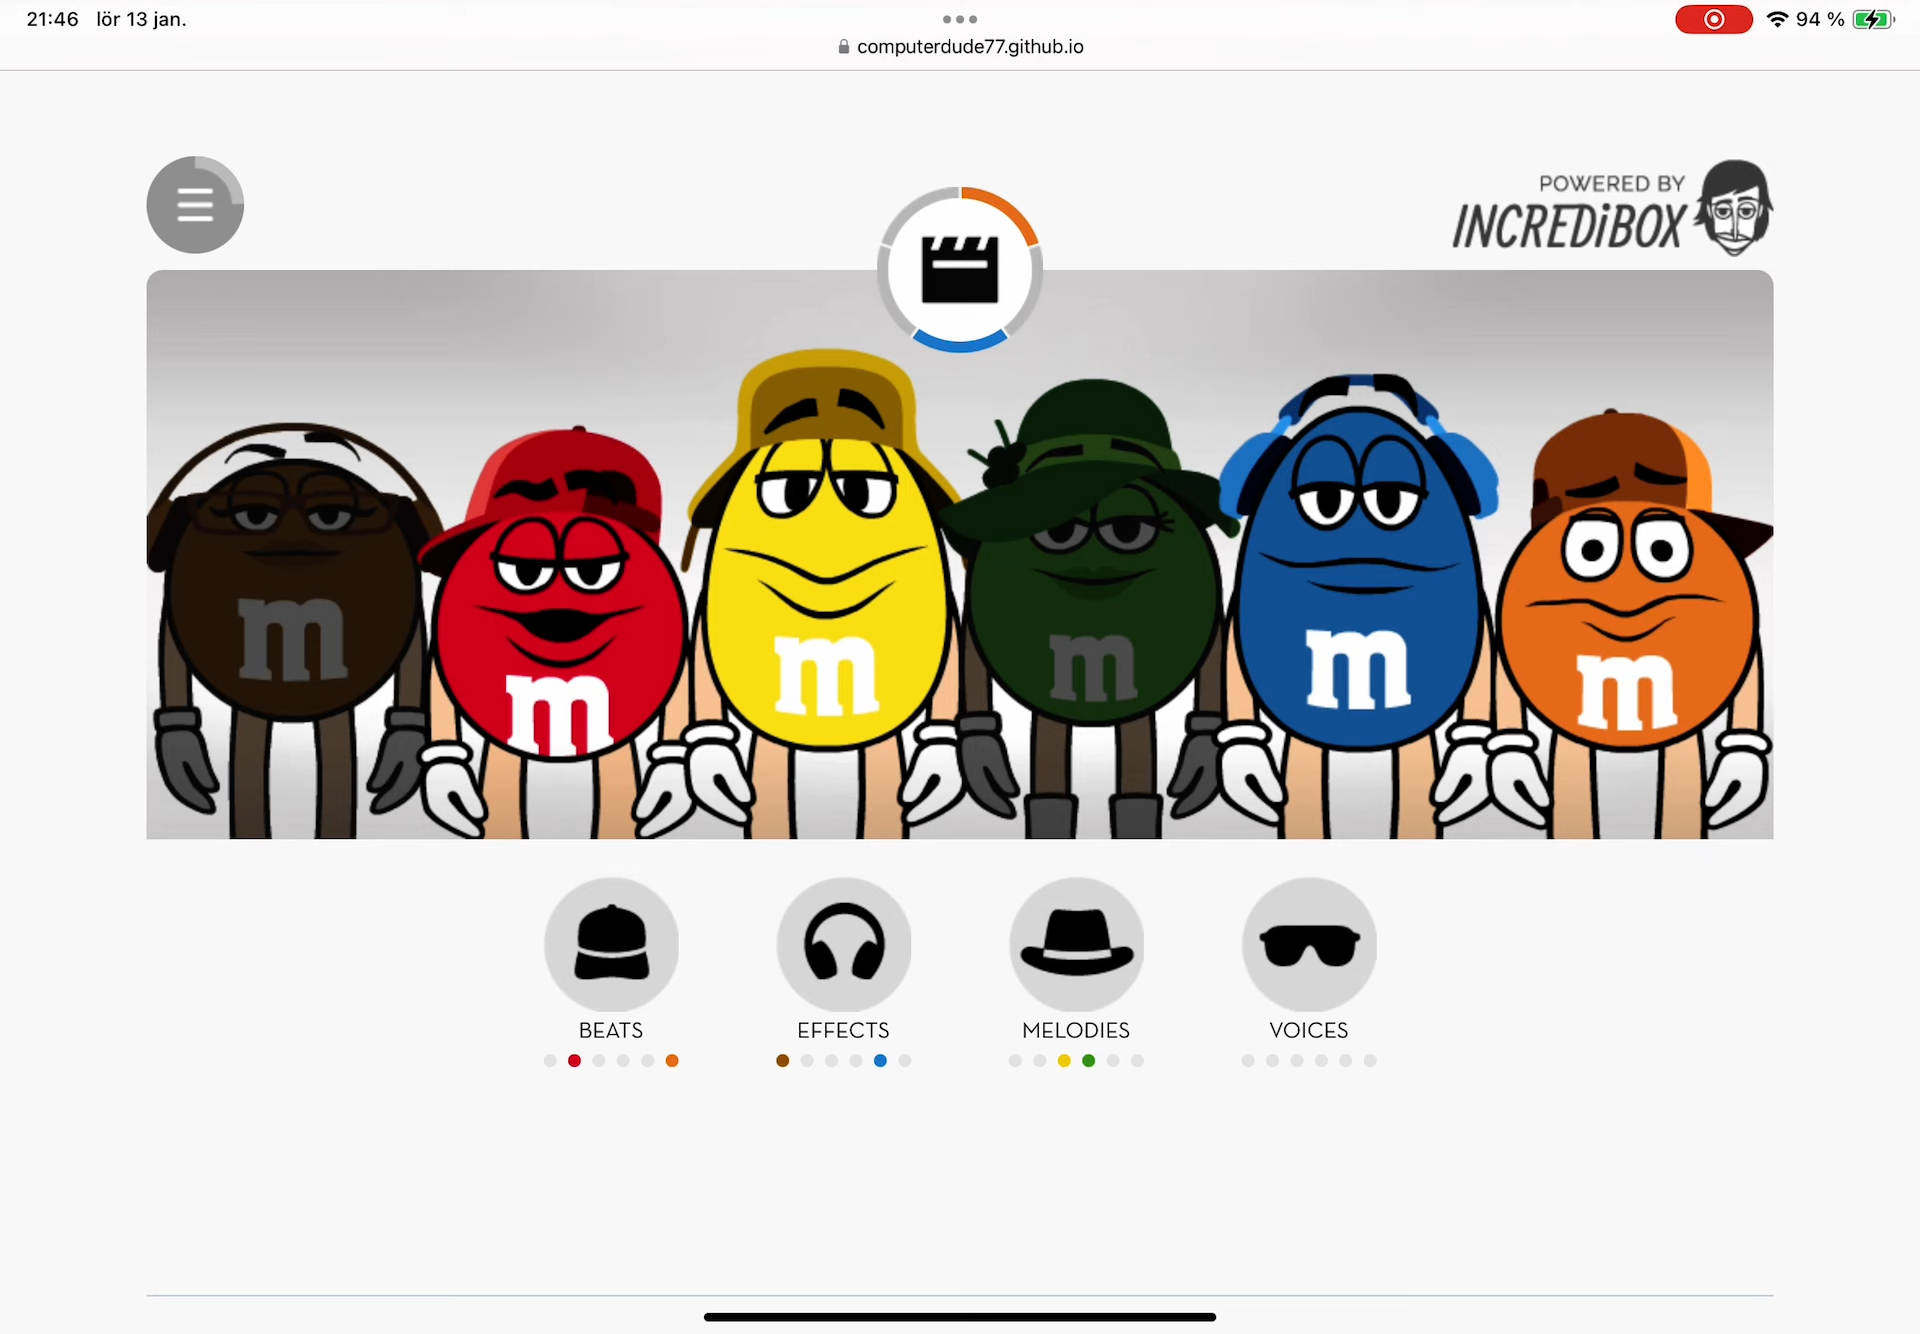 21:46 lör 13 jan.
94 %
computerdude77.github.io
POWERED BY
INCREDiBOX
m
m
m
m
m
m
BEATS
EFFECTS
MELODIES
VOICES